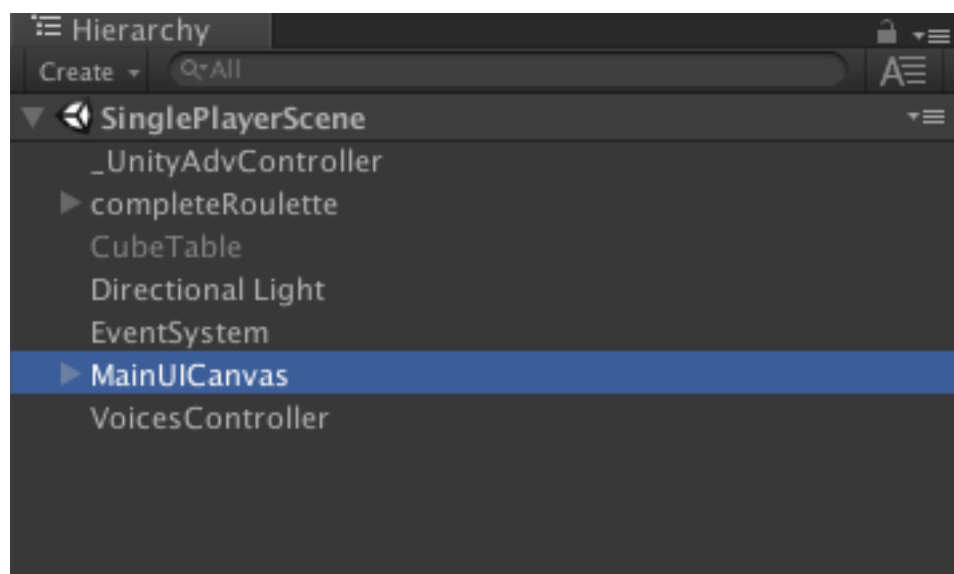 Hierarchy
Create All
SinglePlayerScene
_UnityAdvController
completeRoulette
CubeTable
Directional Light
EventSystem
MainUICanvas
VoicesController